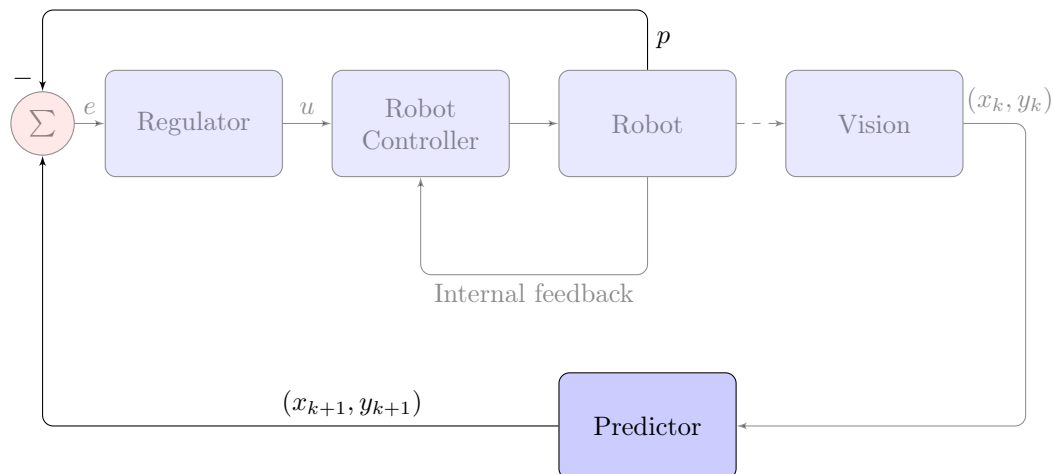 p
−
e
u
(x_k, y_k)
∑
Regulator
Robot
Controller
Robot
Vision
Internal feedback
(x_{k+1}, y_{k+1})
Predictor